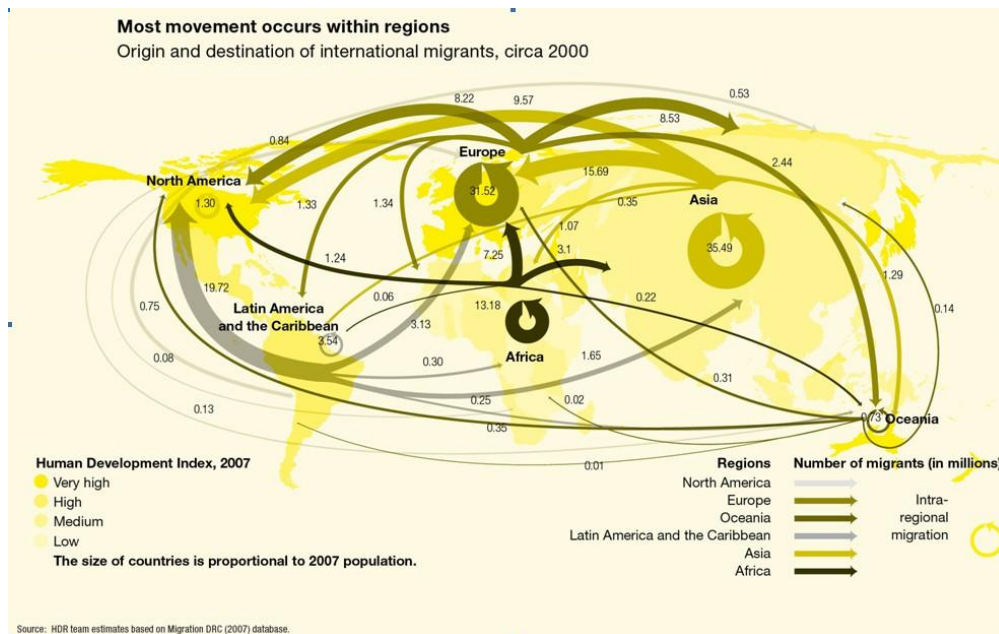 Most movement occurs within regions
Origin and destination of international migrants, circa 2000
0.53
8.22
9.57
8.53
0.84
Europe
2.44
North America
15.69
31.52
1.30
1.33
1.34
0.35
Asia
1.07
3.1
7.25
35.49
1.24
1.29
19.72
0.06
0.22
0.75
13.18
0.14
Latin America
and the Caribbean
3.13
3.54
Africa
0.08
0.30
1.65
0.31
0.13
0.25
0.02
0.73
Oceania
0.35
0.01
Human Development Index, 2007
Very high
High
Medium
Low
The size of countries is proportional to 2007 population.
Regions Number of migrants (in millions)
North America
Europe Intra-
Oceania regional
Latin America and the Caribbean migration
Asia
Africa
Source: HDR team estimates based on Migration DRC (2007) database.